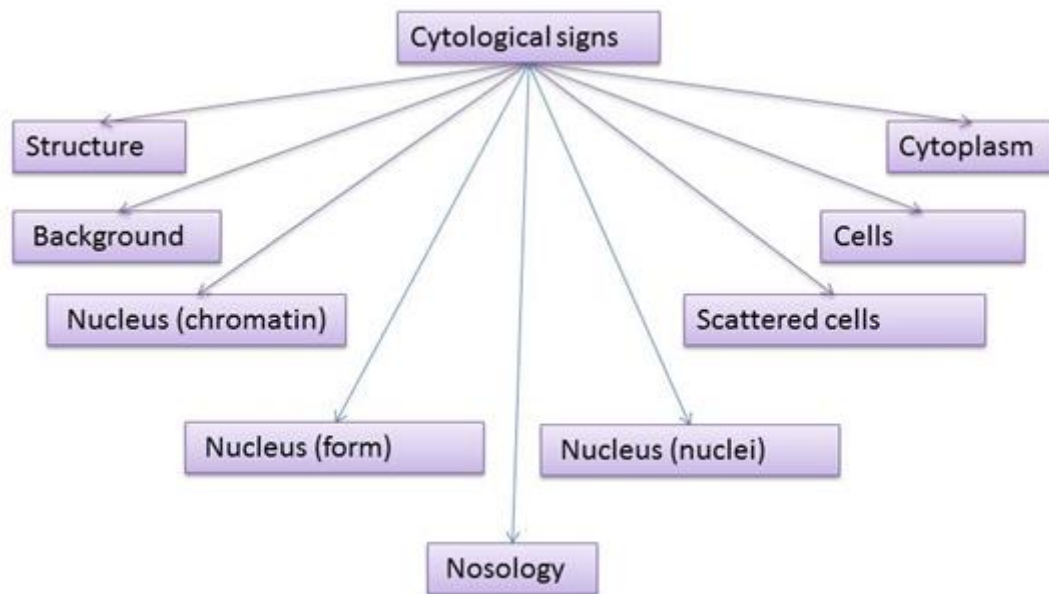 Cytological signs
Structure
Cytoplasm
Background
Cells
Nucleus (chromatin)
Scattered cells
Nucleus (form)
Nucleus (nuclei)
Nosology